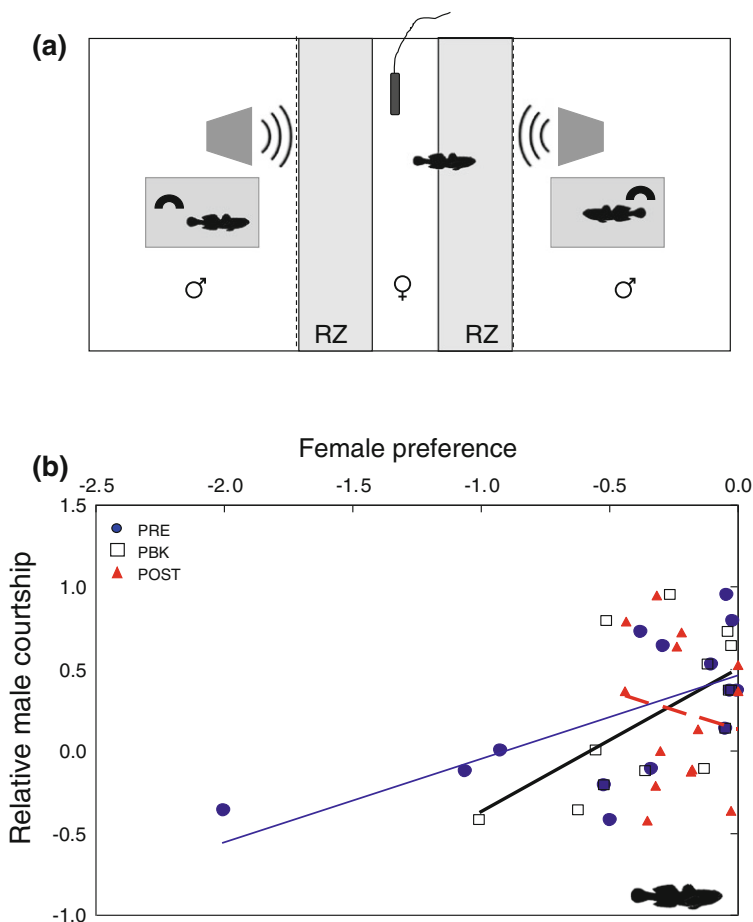 (a)
♂ ♀ ♂
RZ RZ
(b)
Female preference
-2.5 -2.0 -1.5 -1.0 -0.5 0.0
1.5
PRE
PBK
POST
1.0
0.5
0.0
-0.5
-1.0
Relative male courtship